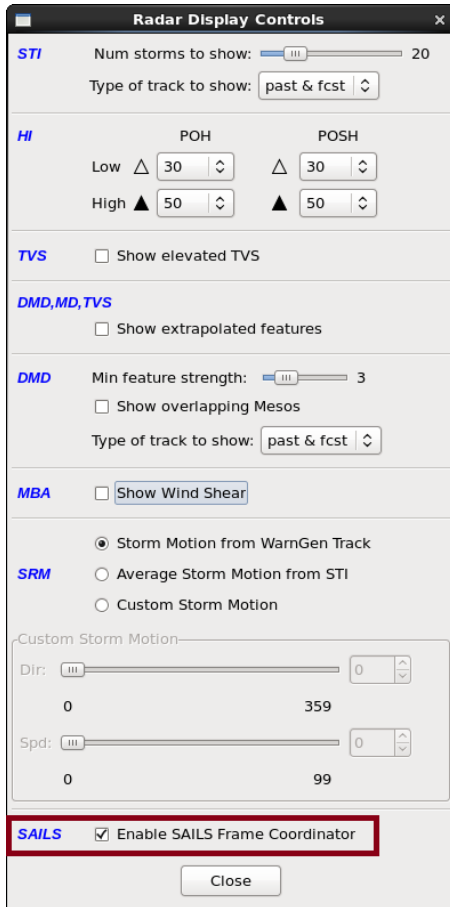 Radar Display Controls
STI Num storms to show: 20
Type of track to show: past & fcst
HI POH POSH
Low 30 30
High 50 50
TVS Show elevated TVS
DMD,MD,TVS
Show extrapolated features
DMD Min feature strength: 3
Show overlapping Mesos
Type of track to show: past & fcst
MBA Show Wind Shear
Storm Motion from WarnGen Track
SRM Average Storm Motion from STI
Custom Storm Motion
Custom Storm Motion
Dir: 0
0 359
Spd: 0
0 99
SAILS Enable SAILS Frame Coordinator
Close